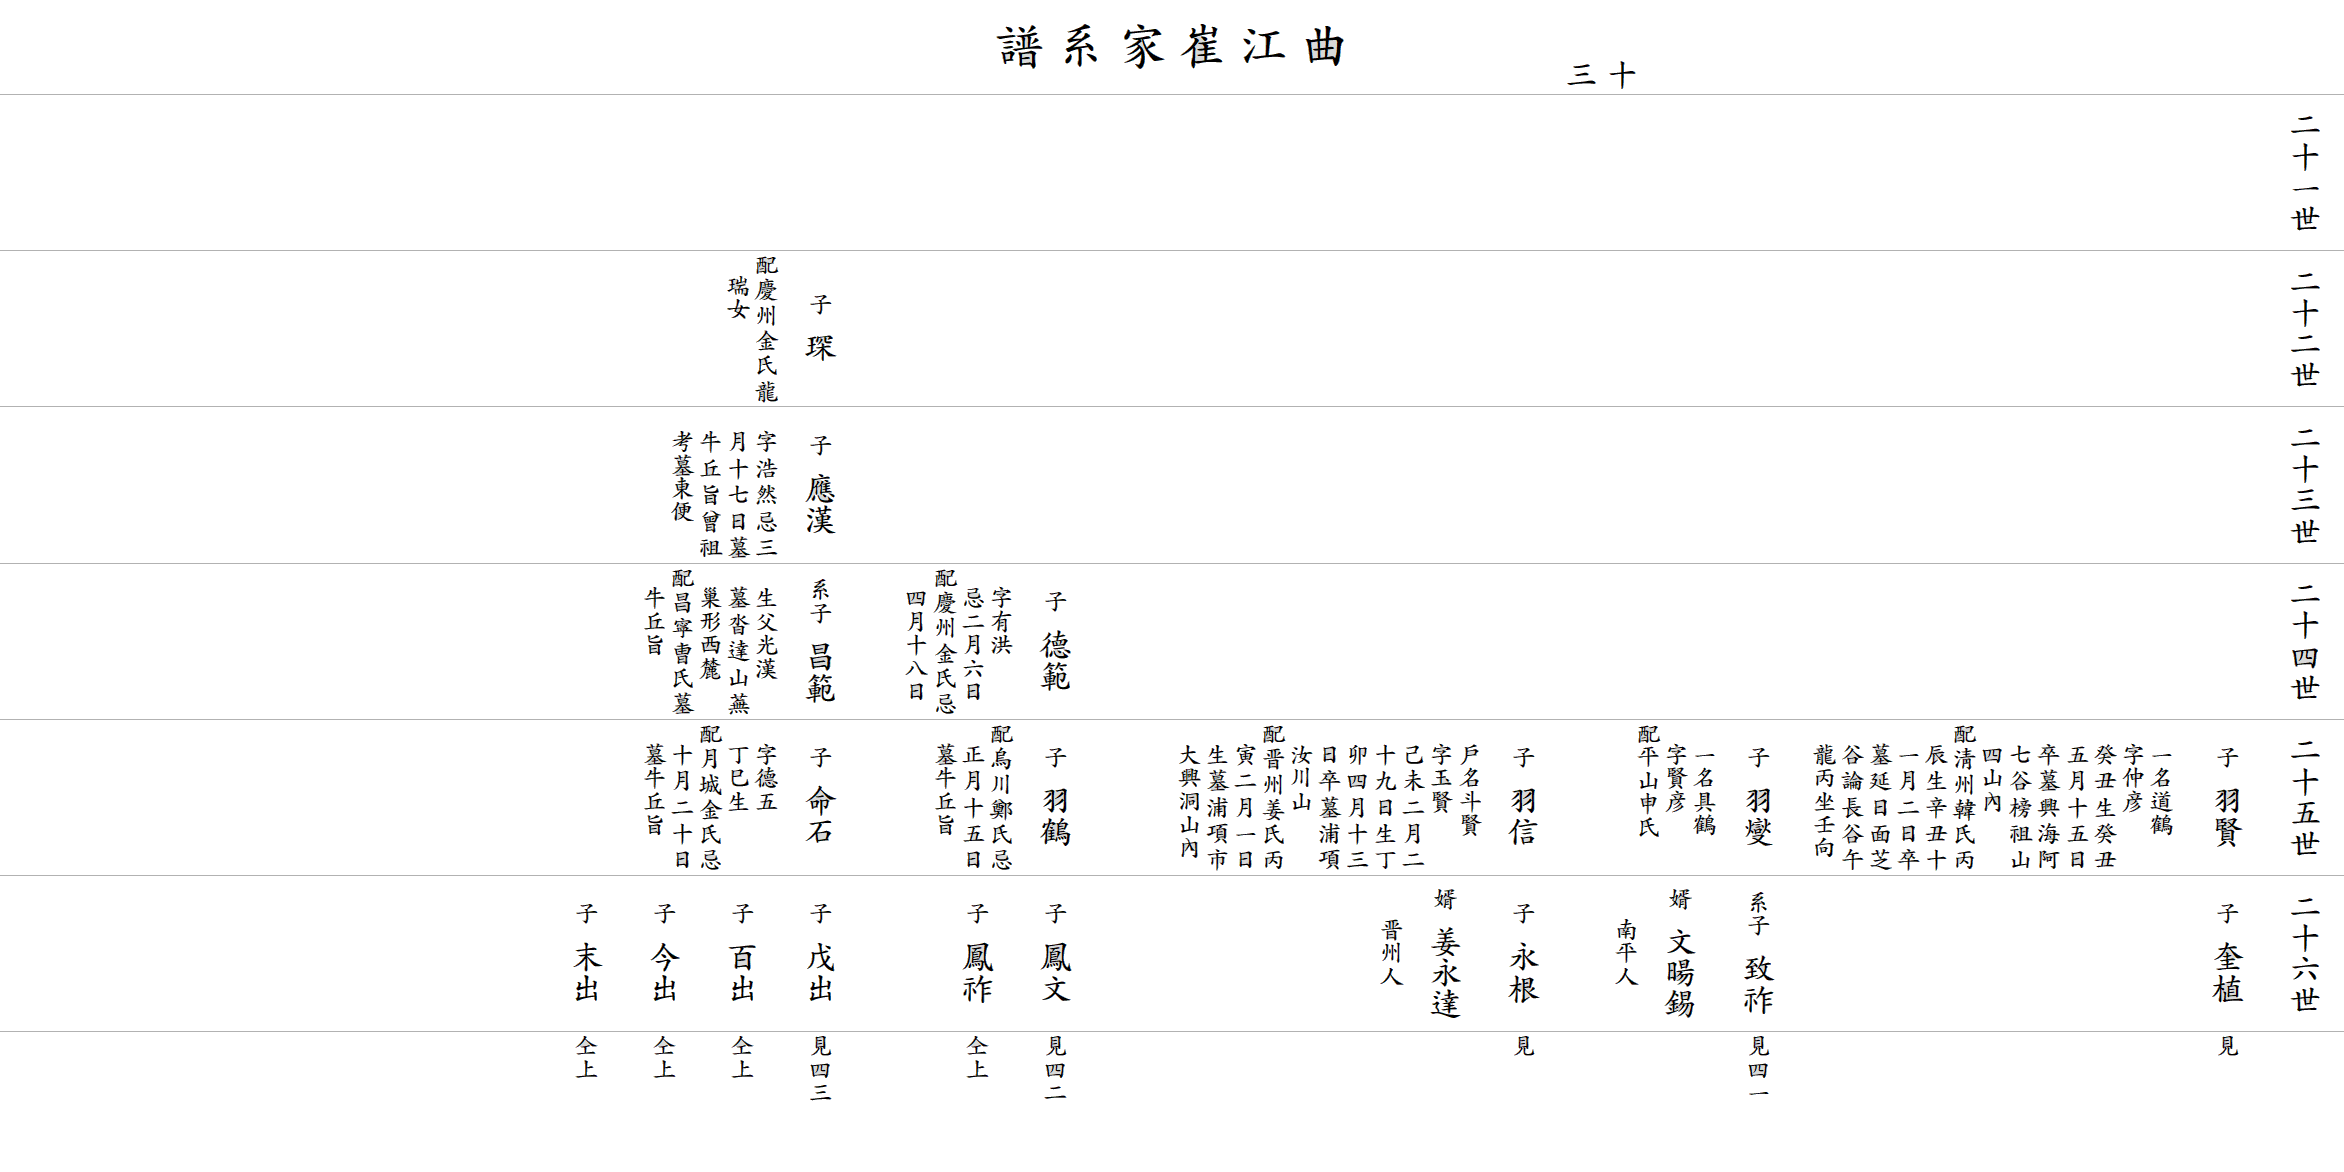 曲江崔家系譜
十三
二十一世
二十二世
子 琛
配慶州金氏龍
瑞女
二十三世
子 應漢
字浩然忌三
月十七日墓
牛丘旨曾祖
考墓東便
二十四世
子 德範
字有洪
忌二月六日
配慶州金氏忌
四月十八日
系子 昌範
生父光漢
墓沓達山蕪
巢形西麓
配昌寧曺氏墓
牛丘旨
二十五世
子 羽賢
一名道鶴
字仲彦
癸丑生癸丑
五月十五日
卒墓興海阿
七谷榜祖山
四山內
配淸州韓氏丙
辰生辛丑十
一月二日卒
墓延日面芝
谷論長谷午
龍丙坐壬向
子 羽燮
一名具鶴
字賢彦
配平山申氏
子 羽信
戶名斗賢
字玉賢
己未二月二
十九日生丁
卯四月十三
日卒墓浦項
汝川山
配晋州姜氏丙
寅二月一日
生墓浦項市
大興洞山內
子 羽鶴
配烏川鄭氏忌
正月十五日
墓牛丘旨
子 命石
字德五
丁巳生
配月城金氏忌
十月二十日
墓牛丘旨
二十六世
子 奎植
系子 致祚
婿 文暘錫
南平人
子 永根
婿 姜永達
晋州人
子 鳳文
子 鳳祚
子 戊出
子 百出
子 今出
子 末出
見
見四一
見
見四二
仝上
見四三
仝上
仝上
仝上